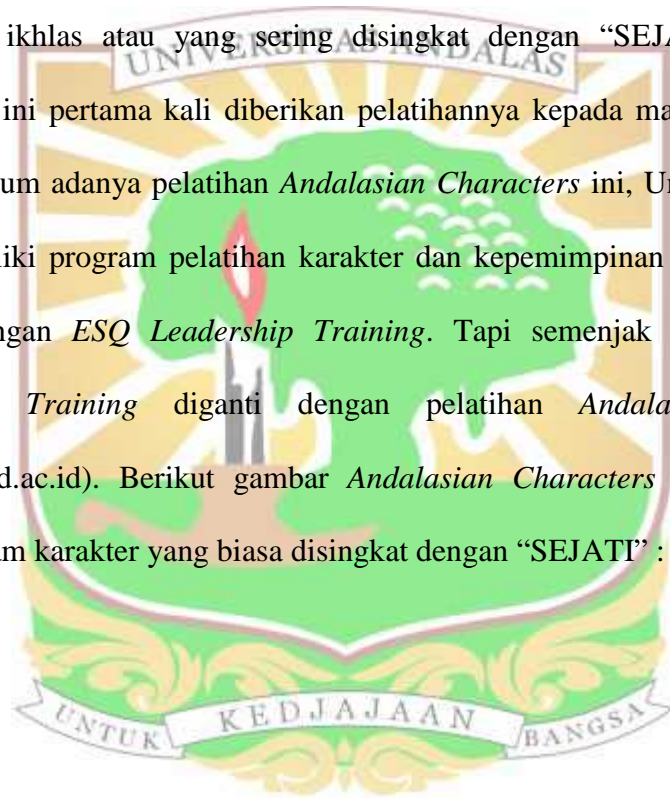 ikhlas atau yang sering disingkat dengan “SEJA
UNIVERSITAS ANDALAS
ini pertama kali diberikan pelatihannya kepada ma
um adanya pelatihan Andalasian Characters ini, Un
liki program pelatihan karakter dan kepemimpinan
ngan ESQ Leadership Training. Tapi semenjak
Training diganti dengan pelatihan Andala
d.ac.id). Berikut gambar Andalasian Characters
am karakter yang biasa disingkat dengan “SEJATI” :
UNTUK KEDJAJAAN BANGSA